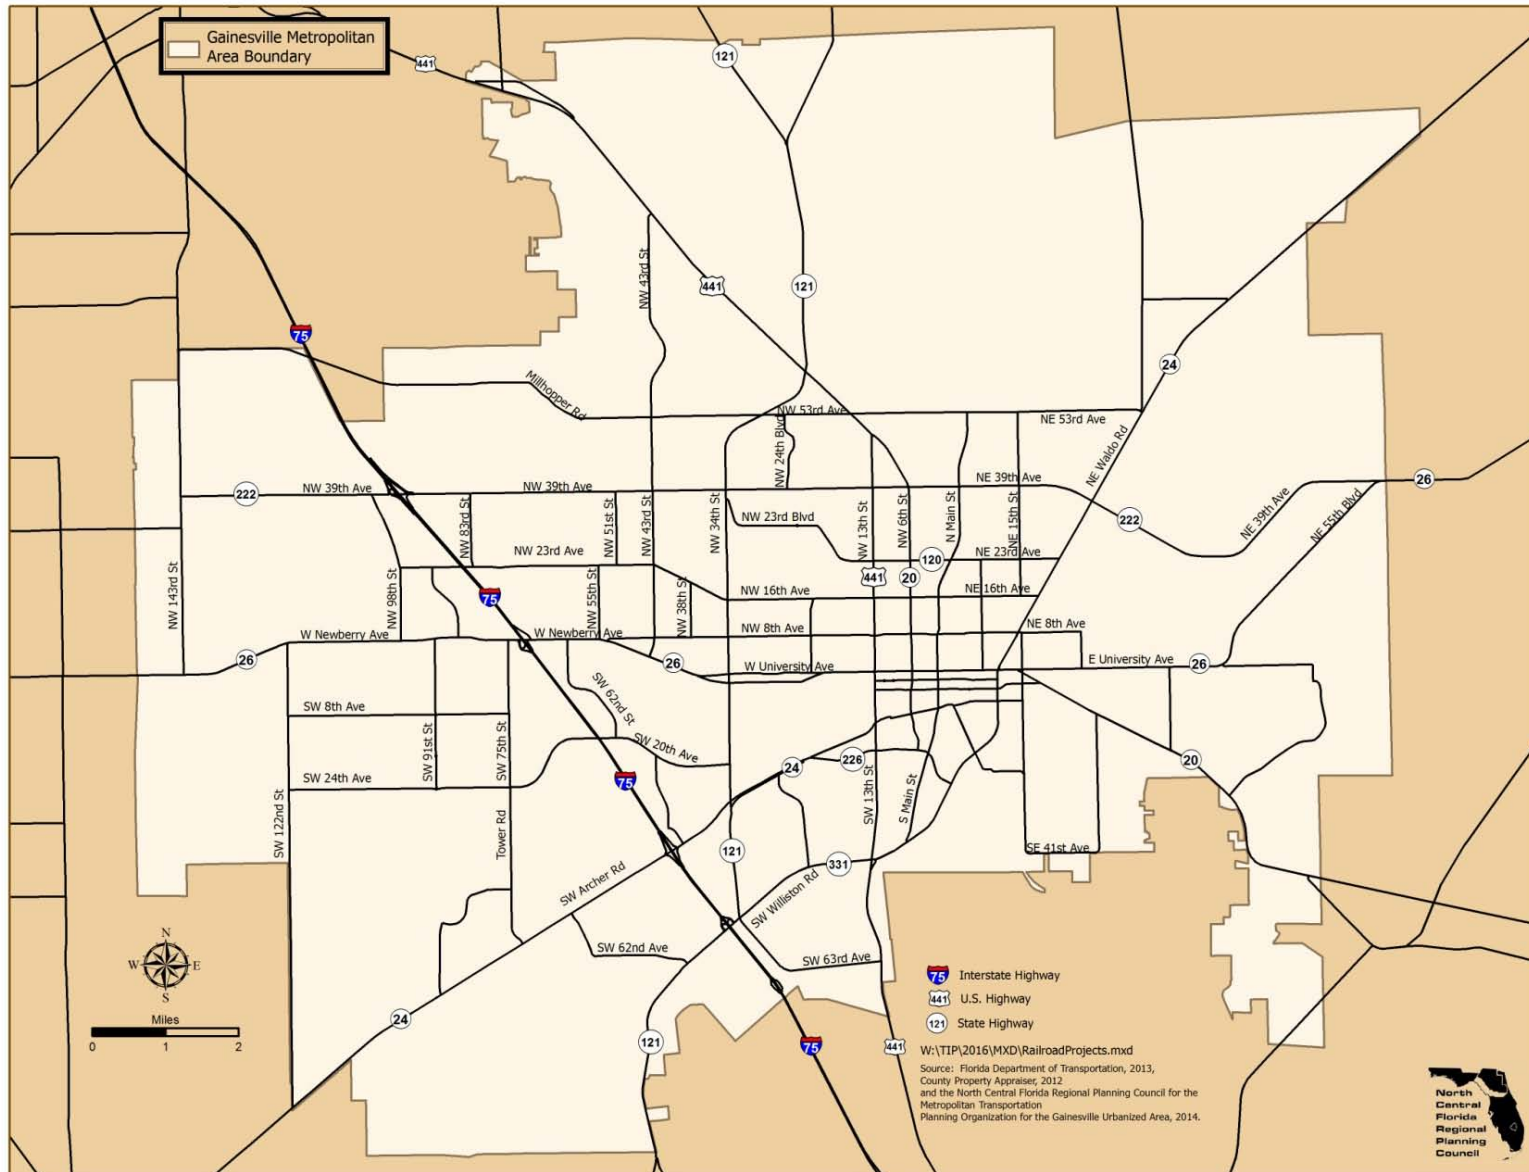 Gainesville Metropolitan
Area Boundary
441
121
NW 43rd St
441
121
75
24
Millhopper Rd
NW 53rd Ave
NE 53rd Ave
NW 24th Blvd
NE Waldo Rd
222
NW 39th Ave
NW 39th Ave
NE 39th Ave
26
NE 39th Ave
NE 55th Blvd
222
NW 83rd St
NW 51st St
NW 43rd St
NW 34th St
NW 23rd Blvd
NW 13th St
NW 6th St
N Main St
NE 15th St
NW 23rd Ave
120
NE 23rd Ave
441
20
NW 143rd St
NW 98th St
75
NW 55th St
NW 38th St
NW 16th Ave
NE 16th Ave
W Newberry Ave
W Newberry Ave
NW 8th Ave
NE 8th Ave
26
26
W University Ave
E University Ave
26
SW 8th Ave
SW 62nd St
SW 91st St
SW 75th St
SW 20th Ave
24
226
20
SW 24th Ave
75
SW 122nd St
Tower Rd
SW 13th St
S Main St
121
331
SE 41st Ave
SW Archer Rd
SW Williston Rd
SW 62nd Ave
SW 63rd Ave
N
W
E
S
Miles
0
1
2
24
121
75
441
75
Interstate Highway
441
U.S. Highway
121
State Highway
W:\TIP\2016\MXD\RailroadProjects.mxd
Source: Florida Department of Transportation, 2013,
County Property Appraiser, 2012
and the North Central Florida Regional Planning Council for the
Metropolitan Transportation
Planning Organization for the Gainesville Urbanized Area, 2014.
North
Central
Florida
Regional
Planning
Council